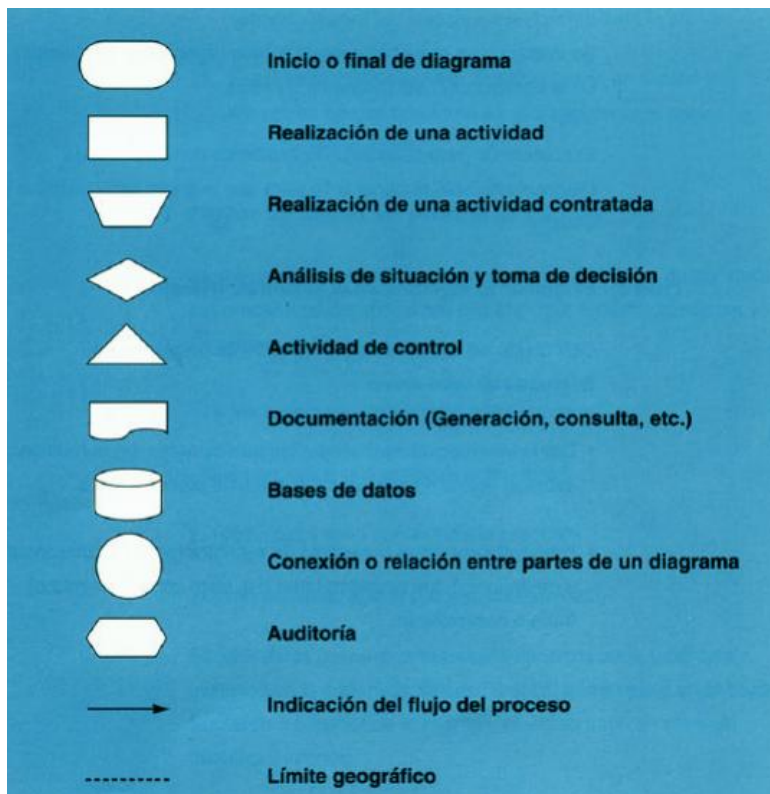 Inicio o final de diagrama
Realización de una actividad
Realización de una actividad contratada
Análisis de situación y toma de decisión
Actividad de control
Documentación (Generación, consulta, etc.)
Bases de datos
Conexión o relación entre partes de un diagrama
Auditoría
Indicación del flujo del proceso
Límite geográfico